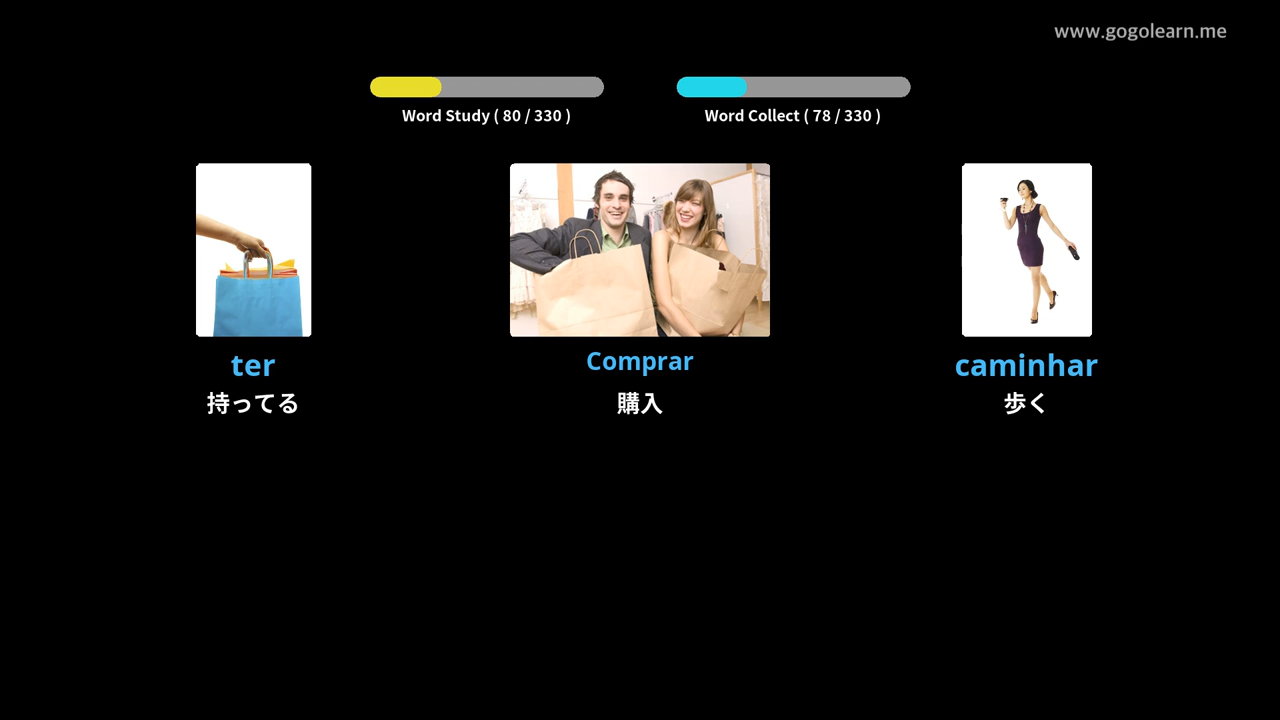 www.gogolearn.me
Word Study ( 80 / 330 )
Word Collect ( 78 / 330 )
ter
Comprar
caminhar
持ってる
購入
歩く